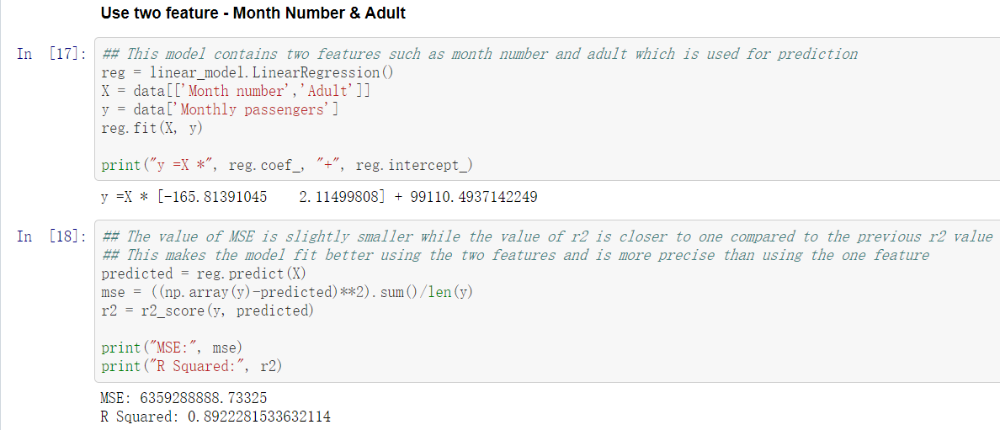 Use two feature - Month Number & Adult
In [17]: ## This model contains two features such as month number and adult which is used for prediction
reg = linear_model.LinearRegression()
X = data[['Month number','Adult']]
y = data['Monthly passengers']
reg.fit(X, y)
print("y =X *", reg.coef_, "+", reg.intercept_)
y =X * [-165.81391045    2.11499808] + 99110.4937142249
In [18]: ## The value of MSE is slightly smaller while the value of r2 is closer to one compared to the previous r2 value
## This makes the model fit better using the two features and is more precise than using the one feature
predicted = reg.predict(X)
mse = ((np.array(y)-predicted)**2).sum()/len(y)
r2 = r2_score(y, predicted)
print("MSE:", mse)
print("R Squared:", r2)
MSE: 6359288888.73325
R Squared: 0.8922281533632114